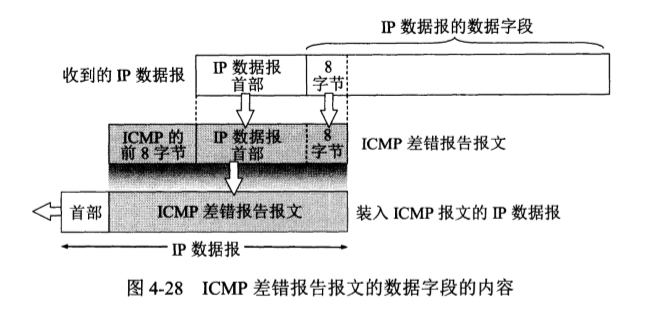 IP 数据报的数据字段
收到的 IP 数据报
IP 数据报
首部
8
字节
ICMP 的
前 8 字节
IP 数据报
首部
8
字节
ICMP 差错报告报文
首部
ICMP 差错报告报文
装入 ICMP 报文的 IP 数据报
IP 数据报
图 4-28 ICMP 差错报告报文的数据字段的内容